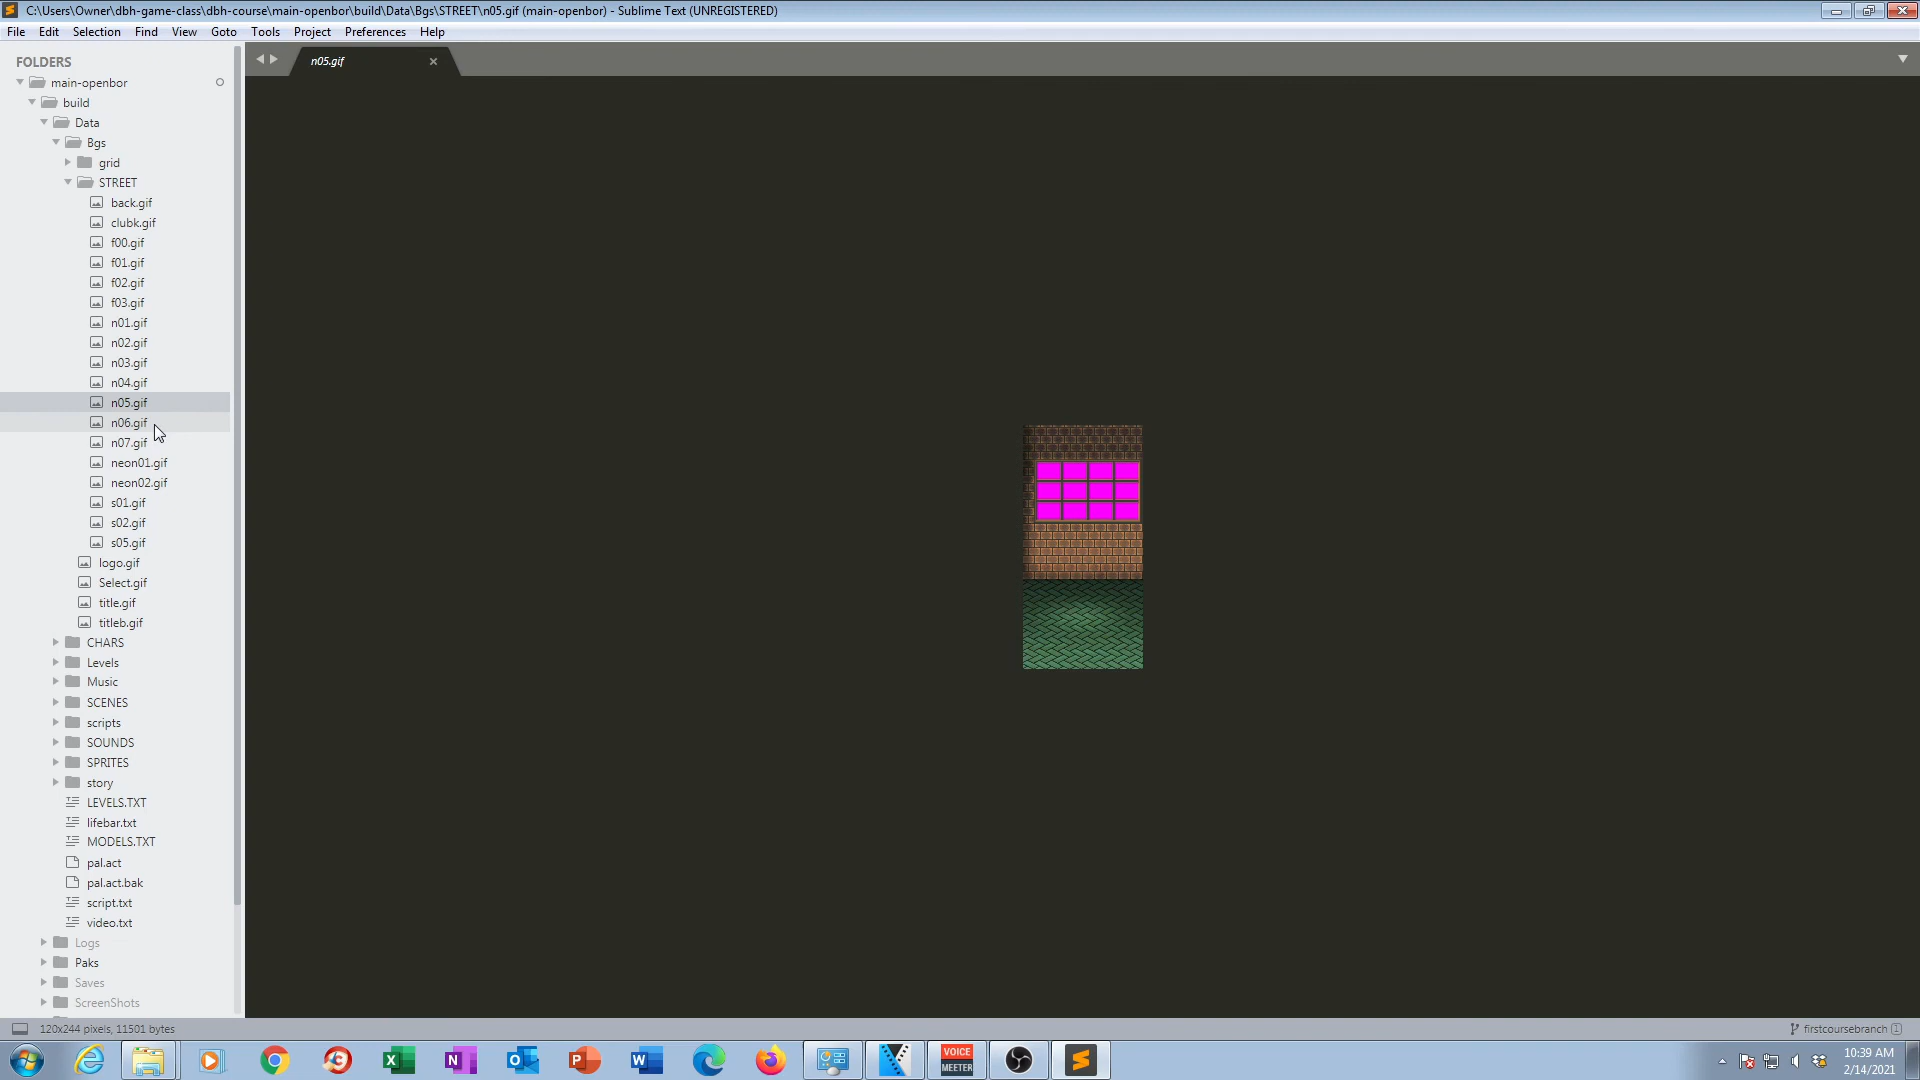 C:\Users\Owner\dbh-game-class\dbh-course\main-openbor\build\Data\Bgs\STREET\n05.gif (main-openbor) - Sublime Text (UNREGISTERED)
File Edit Selection Find View Goto Tools Project Preferences Help
FOLDERS
n05.gif
main-openbor
build
Data
Bgs
grid
STREET
back.gif
clubk.gif
f00.gif
f01.gif
f02.gif
f03.gif
n01.gif
n02.gif
n03.gif
n04.gif
n05.gif
n06.gif
n07.gif
neon01.gif
neon02.gif
s01.gif
s02.gif
s05.gif
logo.gif
Select.gif
title.gif
titleb.gif
CHARS
Levels
Music
SCENES
scripts
SOUNDS
SPRITES
story
LEVELS.TXT
lifebar.txt
MODELS.TXT
pal.act
pal.act.bak
script.txt
video.txt
Logs
Paks
Saves
ScreenShots
120x244 pixels, 11501 bytes
firstcoursebranch 1
VOICE
MEETER
10:39 AM
2/14/2021